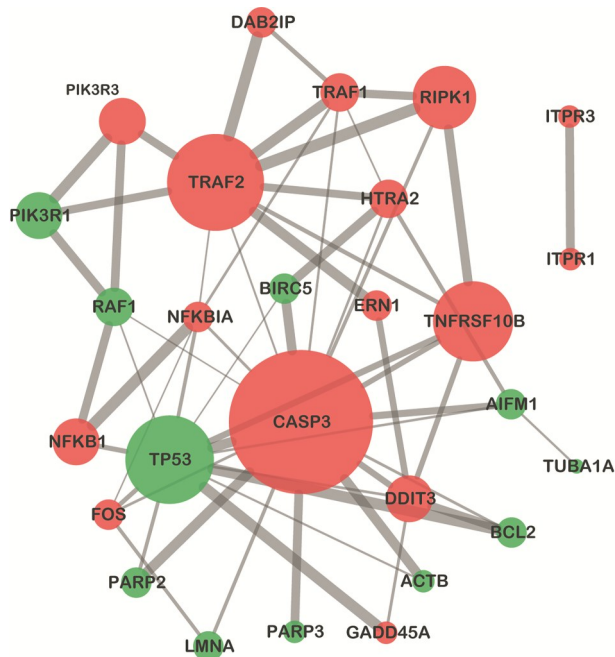 DAB2IP
PIK3R3
TRAF1
RIPK1
ITPR3
TRAF2
HTRA2
PIK3R1
ITPR1
BIRC5
ERN1
RAF1
NFKBIA
TNFRSF10B
CASP3
AIFM1
NFKB1
TP53
TUBA1A
DDIT3
FOS
BCL2
PARP2
ACTB
LMNA
PARP3
GADD45A